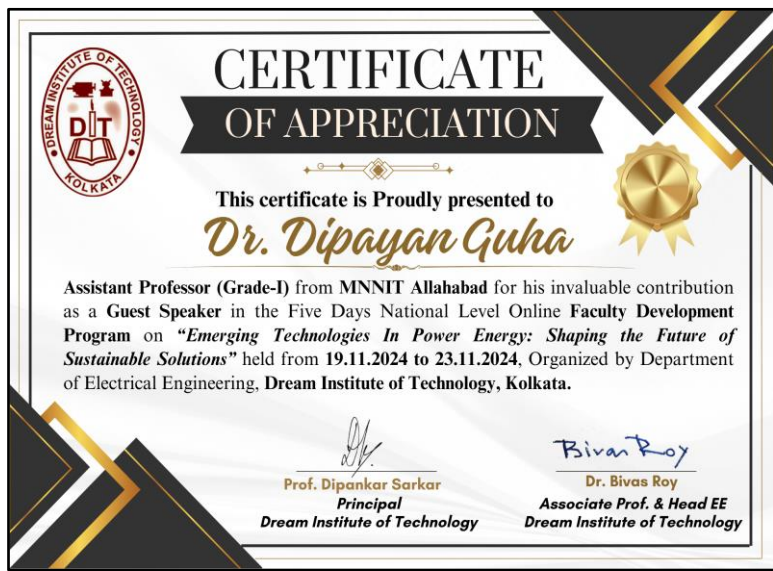 CERTIFICATE
OF APPRECIATION
DREAM INSTITUTE OF TECHNOLOGY
DIT
KOLKATA
This certificate is Proudly presented to
Dr. Dipayan Guha
Assistant Professor (Grade-I) from MNNIT Allahabad for his invaluable contribution
as a Guest Speaker in the Five Days National Level Online Faculty Development
Program on “Emerging Technologies In Power Energy: Shaping the Future of
Sustainable Solutions” held from 19.11.2024 to 23.11.2024, Organized by Department
of Electrical Engineering, Dream Institute of Technology, Kolkata.
Bivas Roy
Prof. Dipankar Sarkar
Principal
Dream Institute of Technology
Dr. Bivas Roy
Associate Prof. & Head EE
Dream Institute of Technology